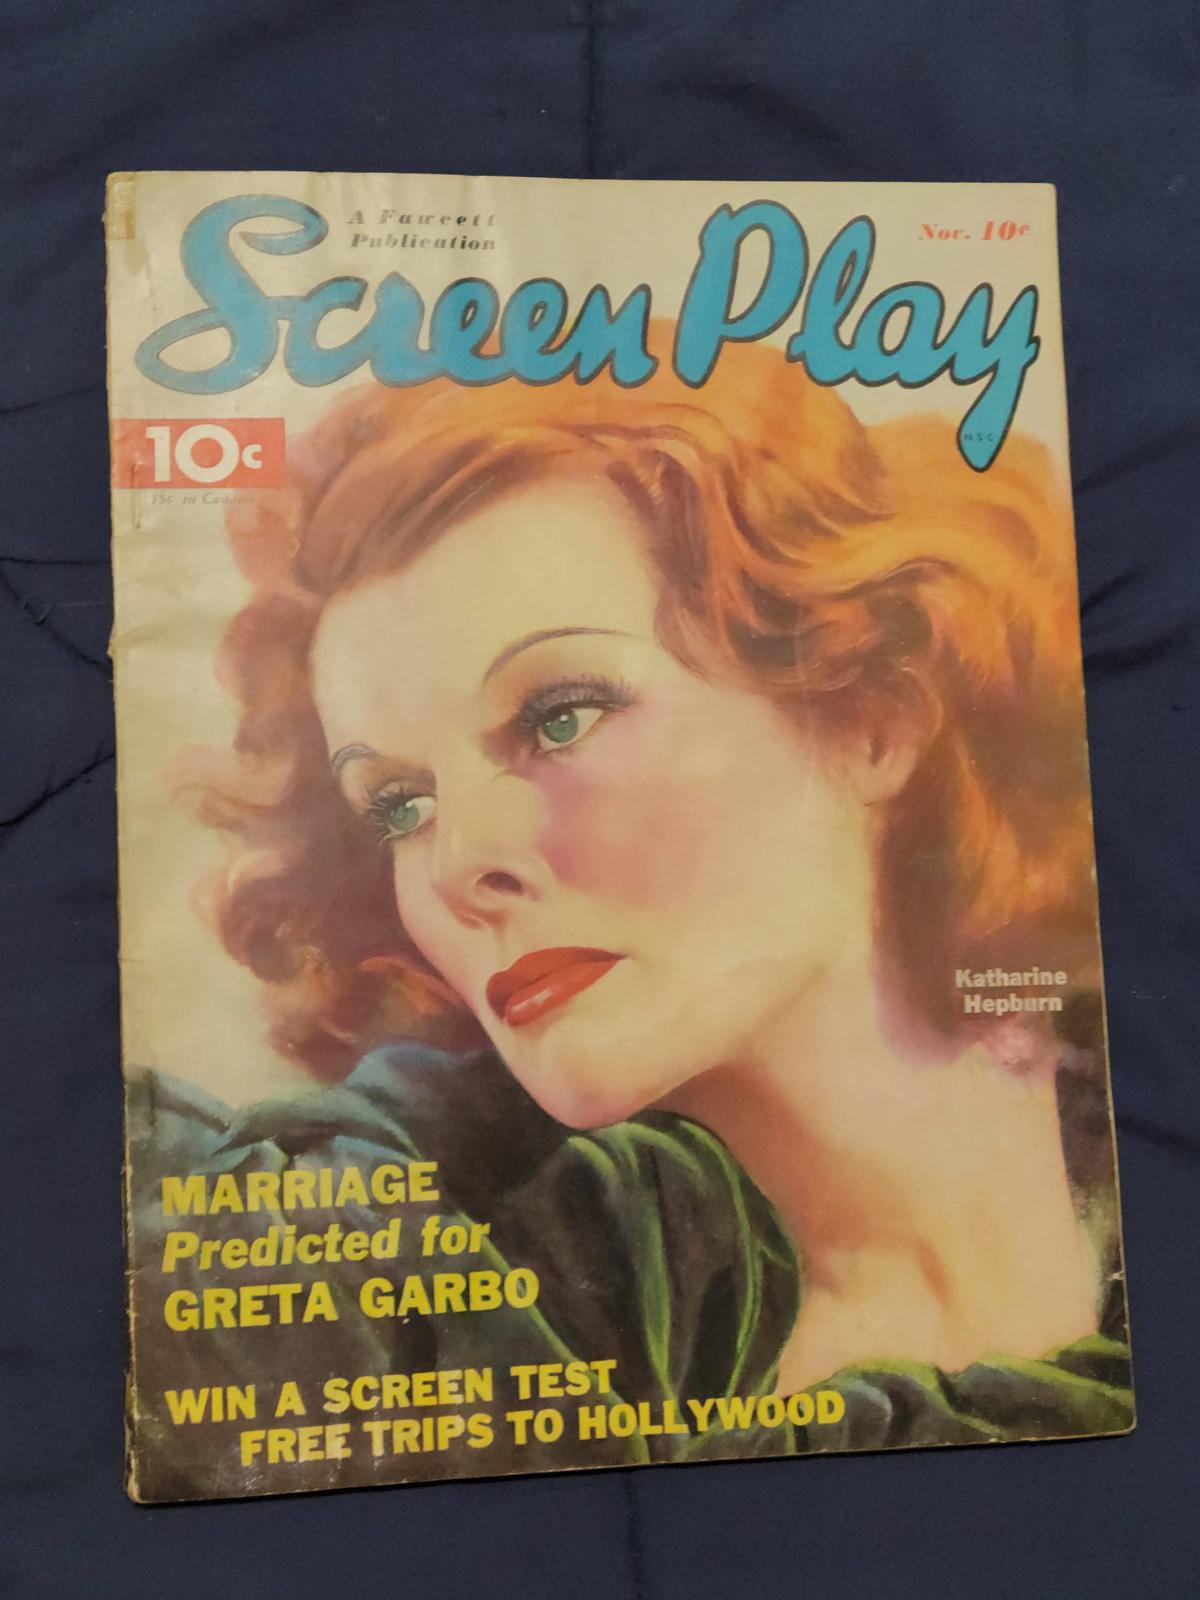 A Fawcett
Publication
Nov. 10c
Screen Play
NSC
10c
15c in Canada
Katharine
Hepburn
MARRIAGE
Predicted for
GRETA GARBO
WIN A SCREEN TEST
FREE TRIPS TO HOLLYWOOD